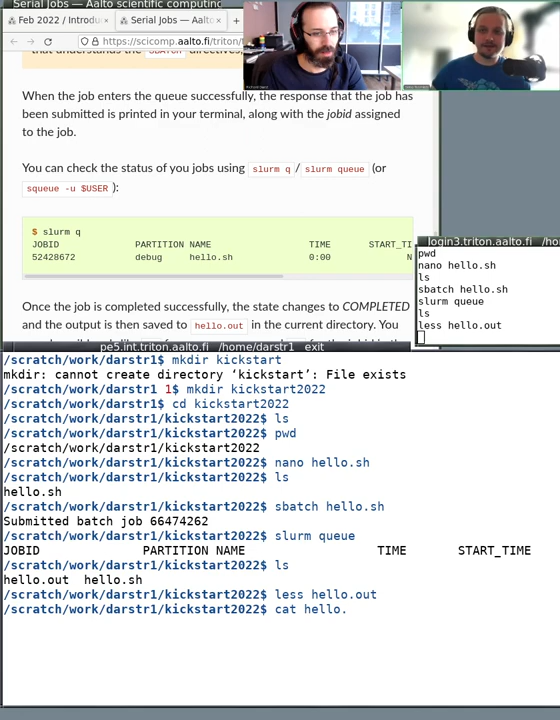 Serial Jobs — Aalto scientific computing
Feb 2022 / Introdu
Serial Jobs — Aalto
https://scicomp.aalto.fi/triton/t
that understands the SBATCH directives
When the job enters the queue successfully, the response that the job has
been submitted is printed in your terminal, along with the jobid assigned
to the job.
You can check the status of you jobs using slurm q / slurm queue (or
squeue -u $USER ):
$ slurm q
JOBID PARTITION NAME TIME START_TI
52428672 debug hello.sh 0:00 N
Once the job is completed successfully, the state changes to COMPLETED
and the output is then saved to hello.out in the current directory. You
login3.triton.aalto.fi /ho
pwd
nano hello.sh
ls
sbatch hello.sh
slurm queue
ls
less hello.out
pe5.int.triton.aalto.fi /home/darstr1 exit
/scratch/work/darstr1$ mkdir kickstart
mkdir: cannot create directory ‘kickstart’: File exists
/scratch/work/darstr1 1$ mkdir kickstart2022
/scratch/work/darstr1$ cd kickstart2022
/scratch/work/darstr1/kickstart2022$ ls
/scratch/work/darstr1/kickstart2022$ pwd
/scratch/work/darstr1/kickstart2022
/scratch/work/darstr1/kickstart2022$ nano hello.sh
/scratch/work/darstr1/kickstart2022$ ls
hello.sh
/scratch/work/darstr1/kickstart2022$ sbatch hello.sh
Submitted batch job 66474262
/scratch/work/darstr1/kickstart2022$ slurm queue
JOBID PARTITION NAME TIME START_TIME
/scratch/work/darstr1/kickstart2022$ ls
hello.out hello.sh
/scratch/work/darstr1/kickstart2022$ less hello.out
/scratch/work/darstr1/kickstart2022$ cat hello.